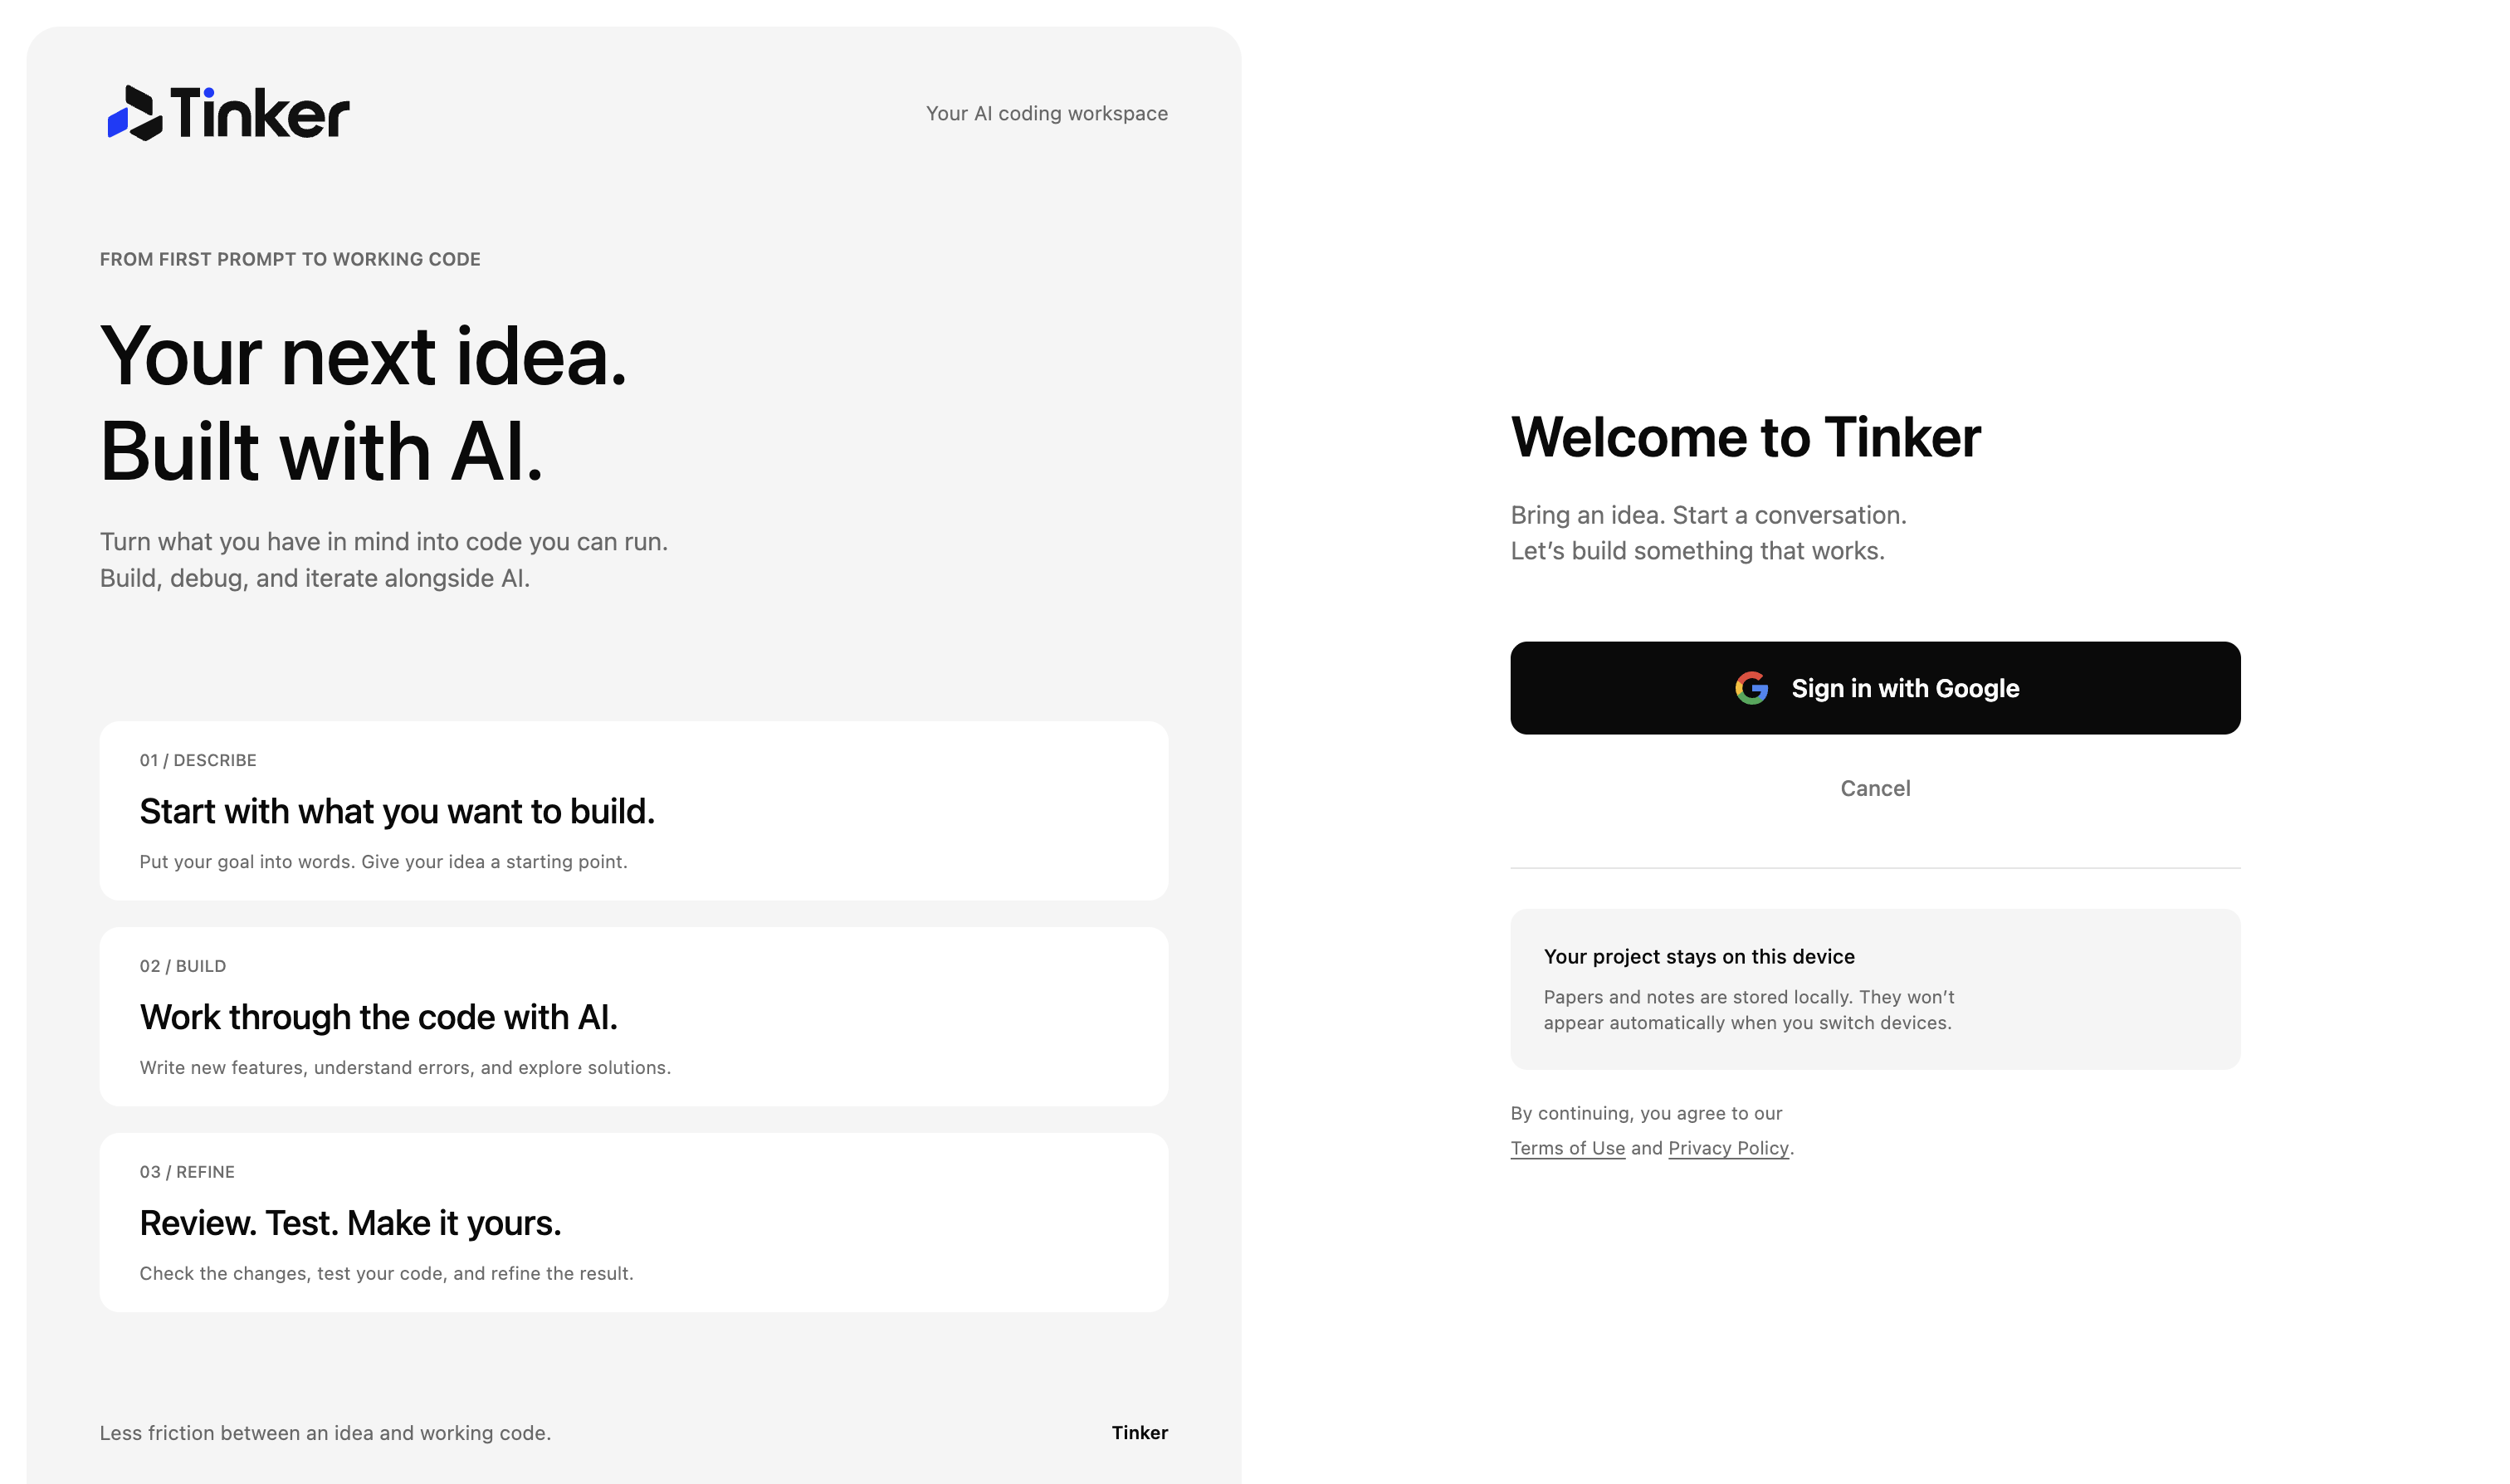 Tinker
Your AI coding workspace
FROM FIRST PROMPT TO WORKING CODE
Your next idea.
Built with AI.
Turn what you have in mind into code you can run.
Build, debug, and iterate alongside AI.
01 / DESCRIBE
Start with what you want to build.
Put your goal into words. Give your idea a starting point.
02 / BUILD
Work through the code with AI.
Write new features, understand errors, and explore solutions.
03 / REFINE
Review. Test. Make it yours.
Check the changes, test your code, and refine the result.
Less friction between an idea and working code.
Tinker
Welcome to Tinker
Bring an idea. Start a conversation.
Let’s build something that works.
Sign in with Google
Cancel
Your project stays on this device
Papers and notes are stored locally. They won’t
appear automatically when you switch devices.
By continuing, you agree to our
Terms of Use and Privacy Policy.